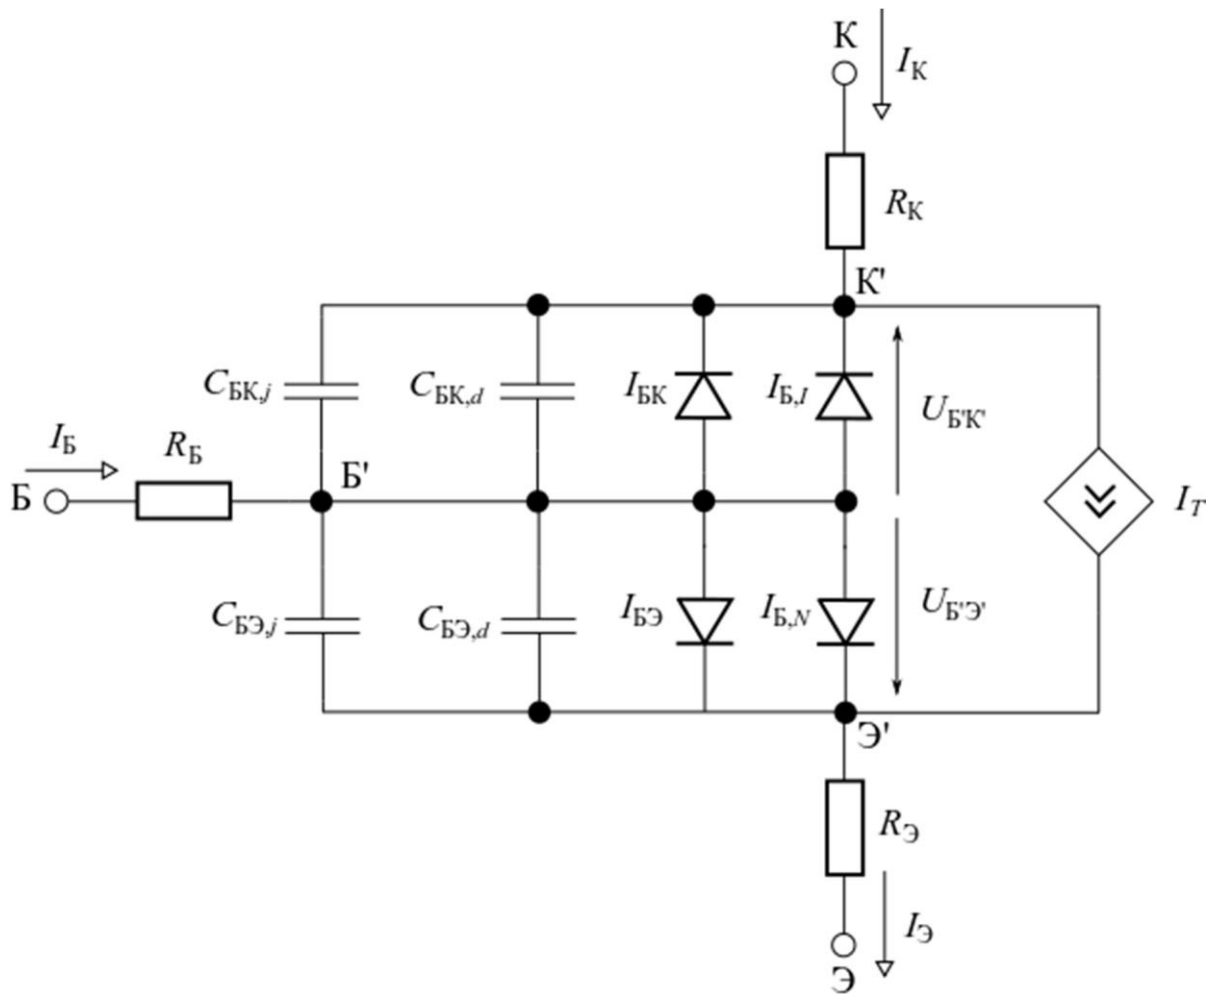 К
I_К
R_К
К'
C_БК,j
C_БК,d
I_БК
I_Б,I
U_Б'К'
I_Б
R_Б
Б'
Б
I_T
C_БЭ,j
C_БЭ,d
I_БЭ
I_Б,N
U_Б'Э'
Э'
R_Э
I_Э
Э